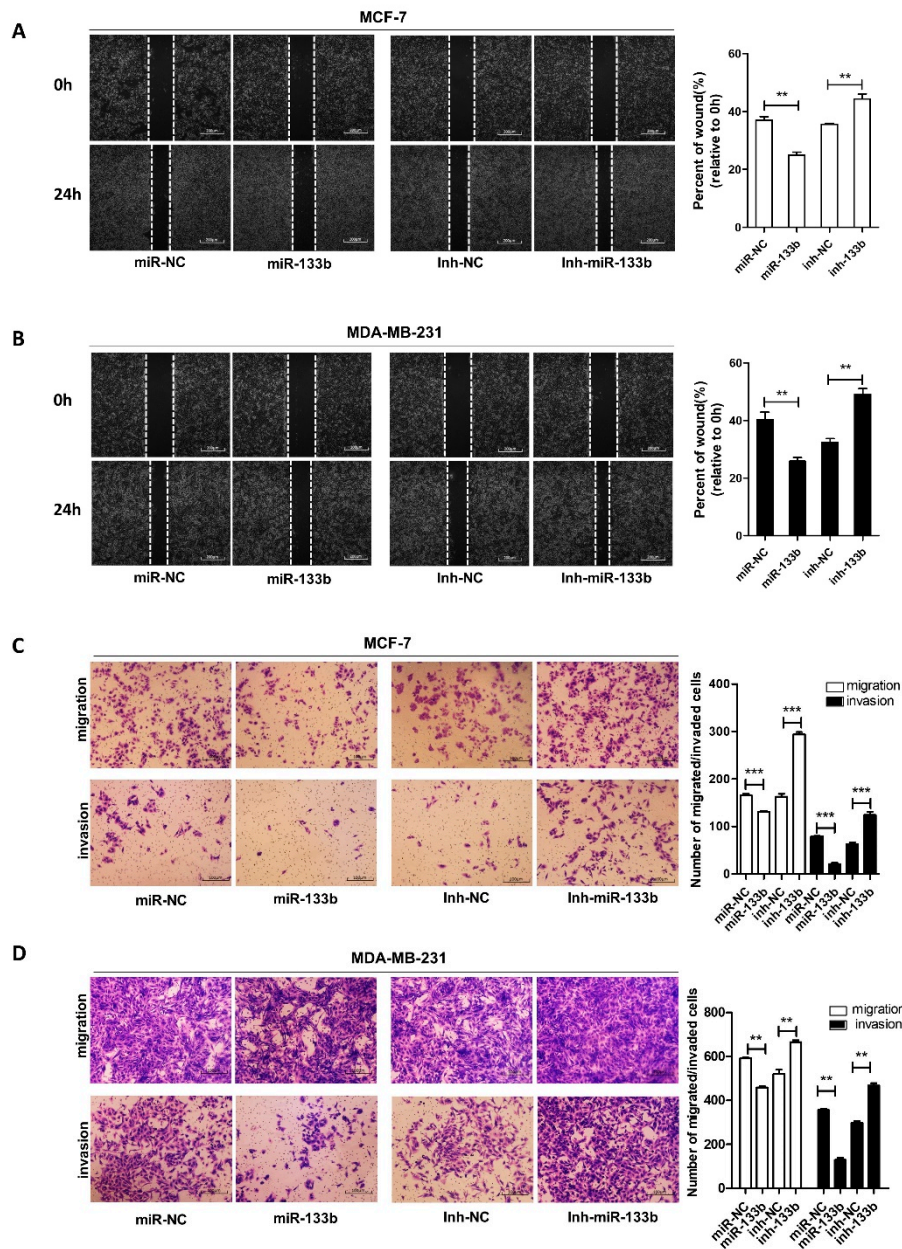 A
MCF-7
0h
24h
miR-NC miR-133b Inh-NC Inh-miR-133b
200μm
Percent of wound(%)
(relative to 0h)
60
40
20
0
** **
miR-NC miR-133b inh-NC inh-133b
B
MDA-MB-231
0h
24h
miR-NC miR-133b Inh-NC Inh-miR-133b
Percent of wound(%)
(relative to 0h)
60
40
20
0
** **
miR-NC miR-133b inh-NC inh-133b
C
MCF-7
migration
invasion
miR-NC miR-133b Inh-NC Inh-miR-133b
Number of migrated/invaded cells
400
300
200
100
0
migration
invasion
*** *** *** ***
miR-NC miR-133b inh-NC inh-133b miR-NC miR-133b inh-NC inh-133b
D
MDA-MB-231
migration
invasion
miR-NC miR-133b Inh-NC Inh-miR-133b
Number of migrated/invaded cells
800
600
400
200
0
migration
invasion
** ** ** **
miR-NC miR-133b inh-NC inh-133b miR-NC miR-133b inh-NC inh-133b